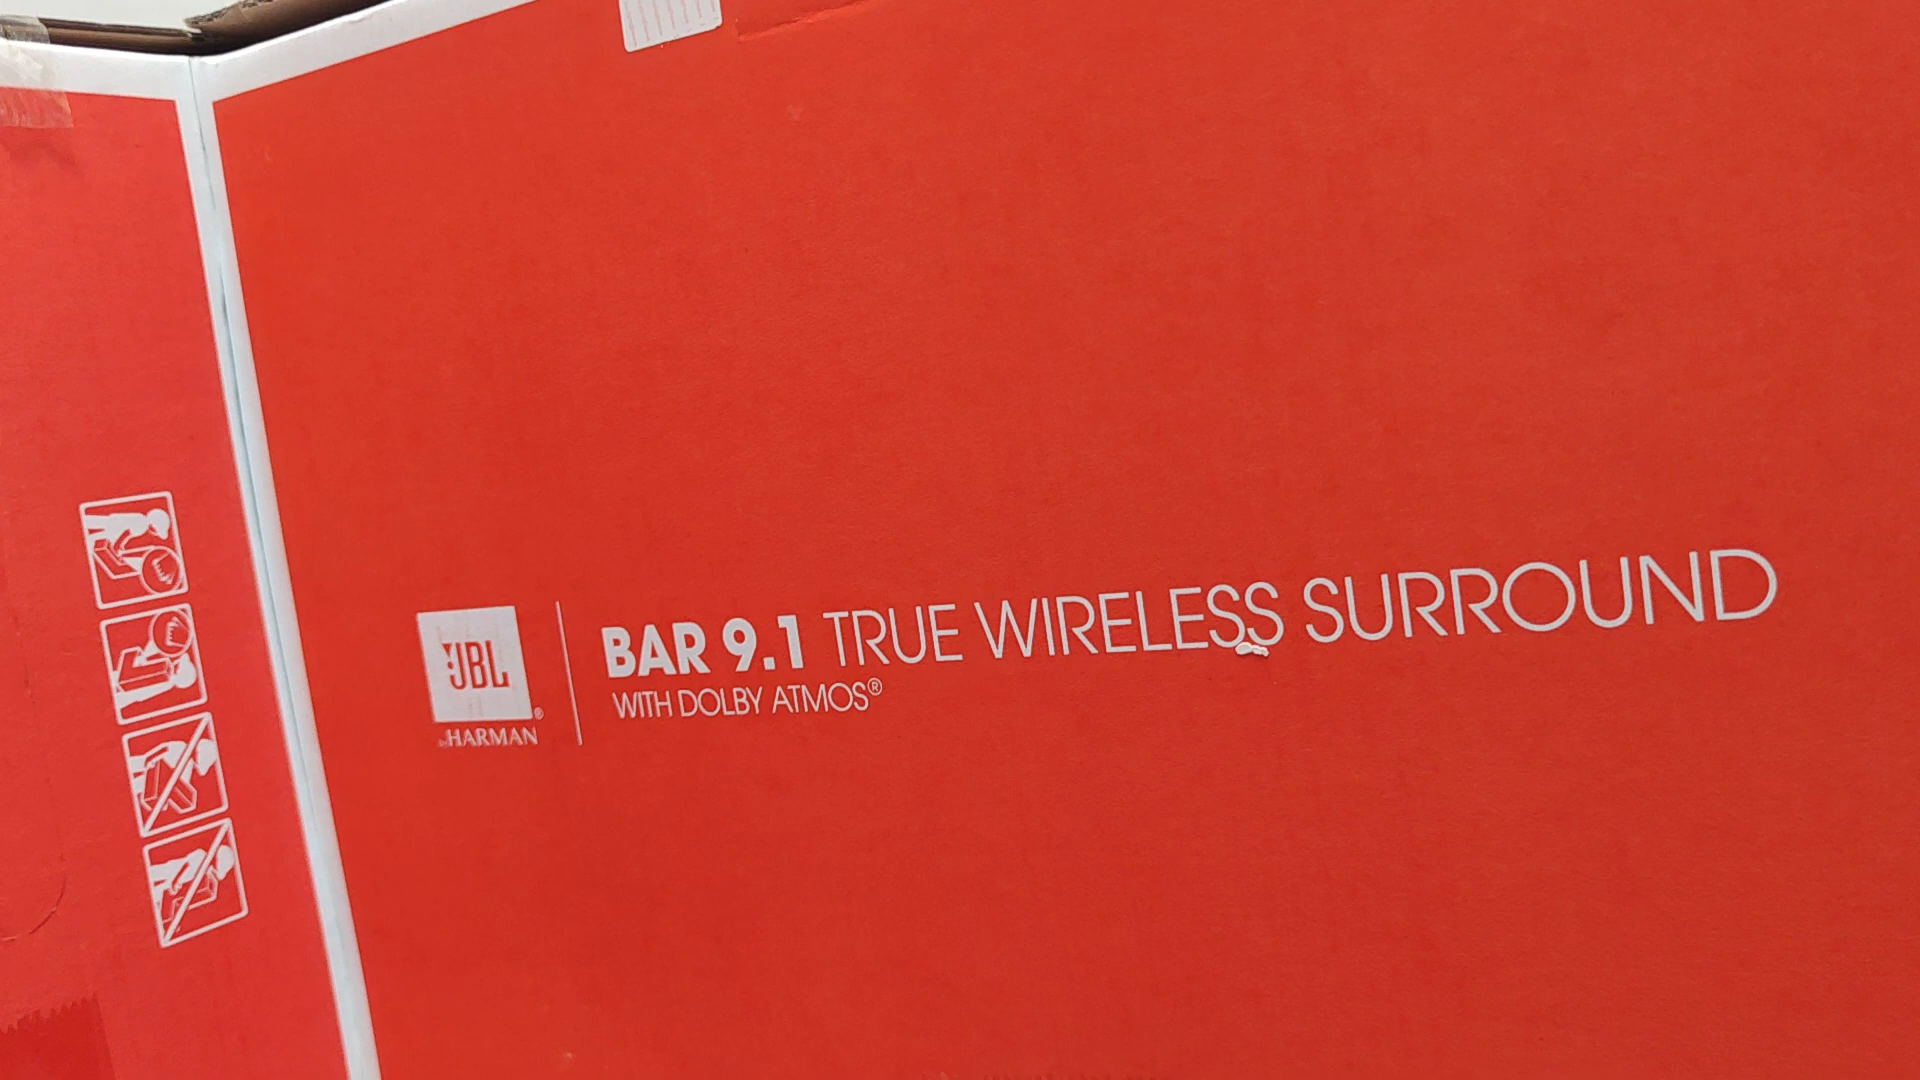 JBL®
by HARMAN
BAR 9.1 TRUE WIRELESS SURROUND
WITH DOLBY ATMOS®